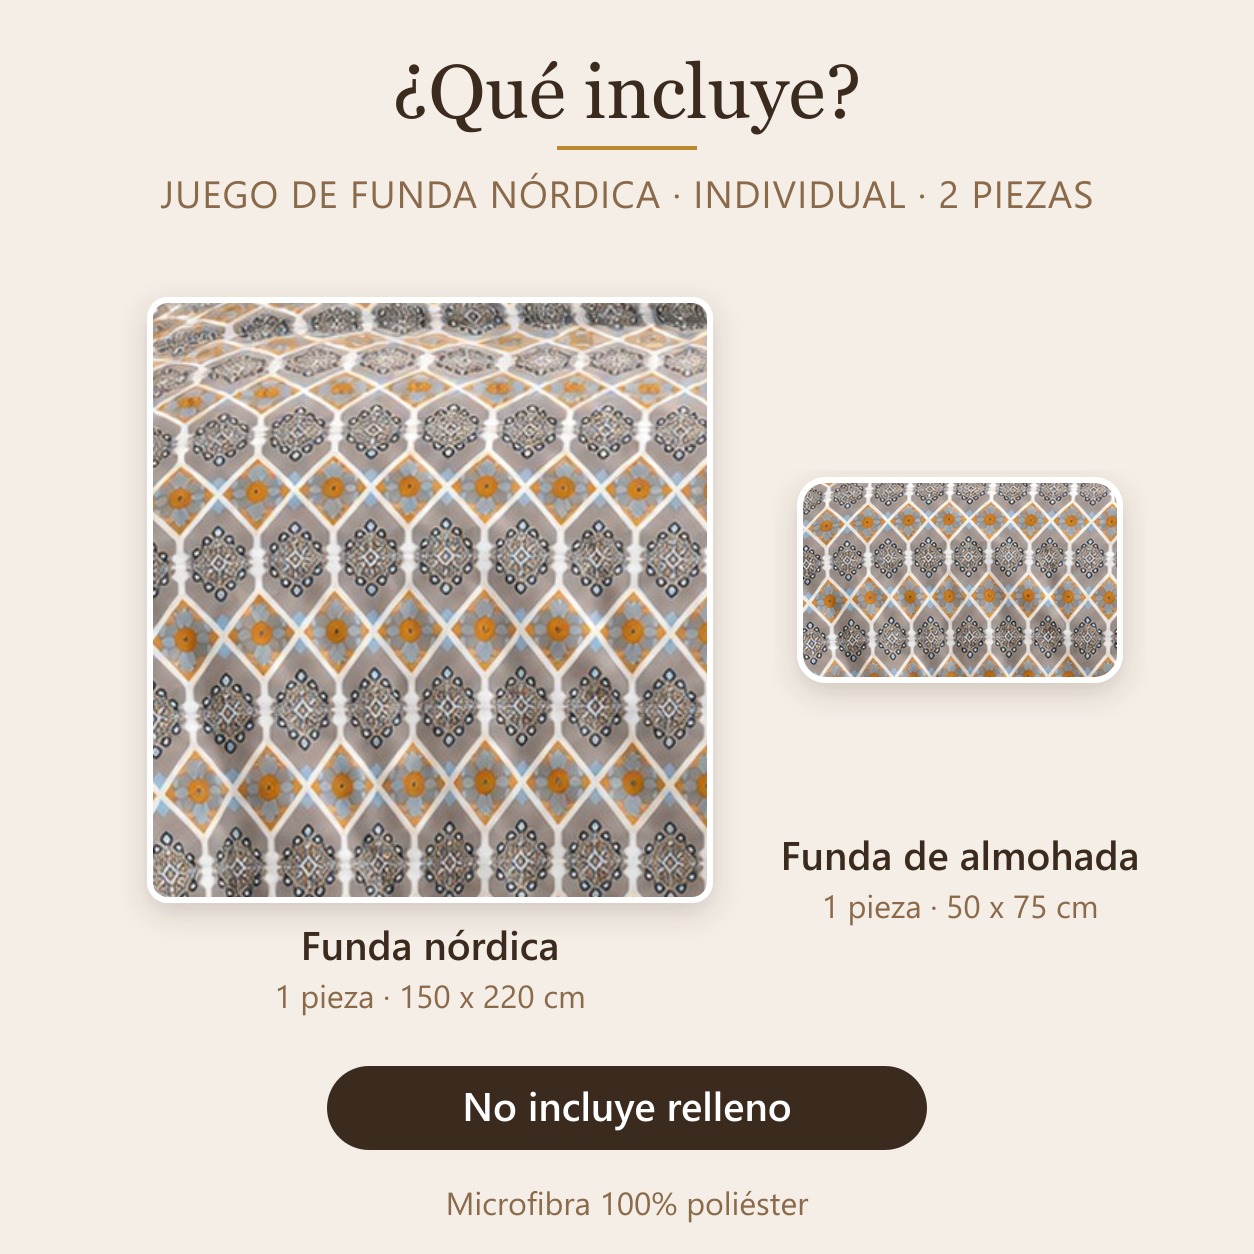 ¿Qué incluye?
JUEGO DE FUNDA NÓRDICA · INDIVIDUAL · 2 PIEZAS
Funda de almohada
1 pieza · 50 x 75 cm
Funda nórdica
1 pieza · 150 x 220 cm
No incluye relleno
Microfibra 100% poliéster